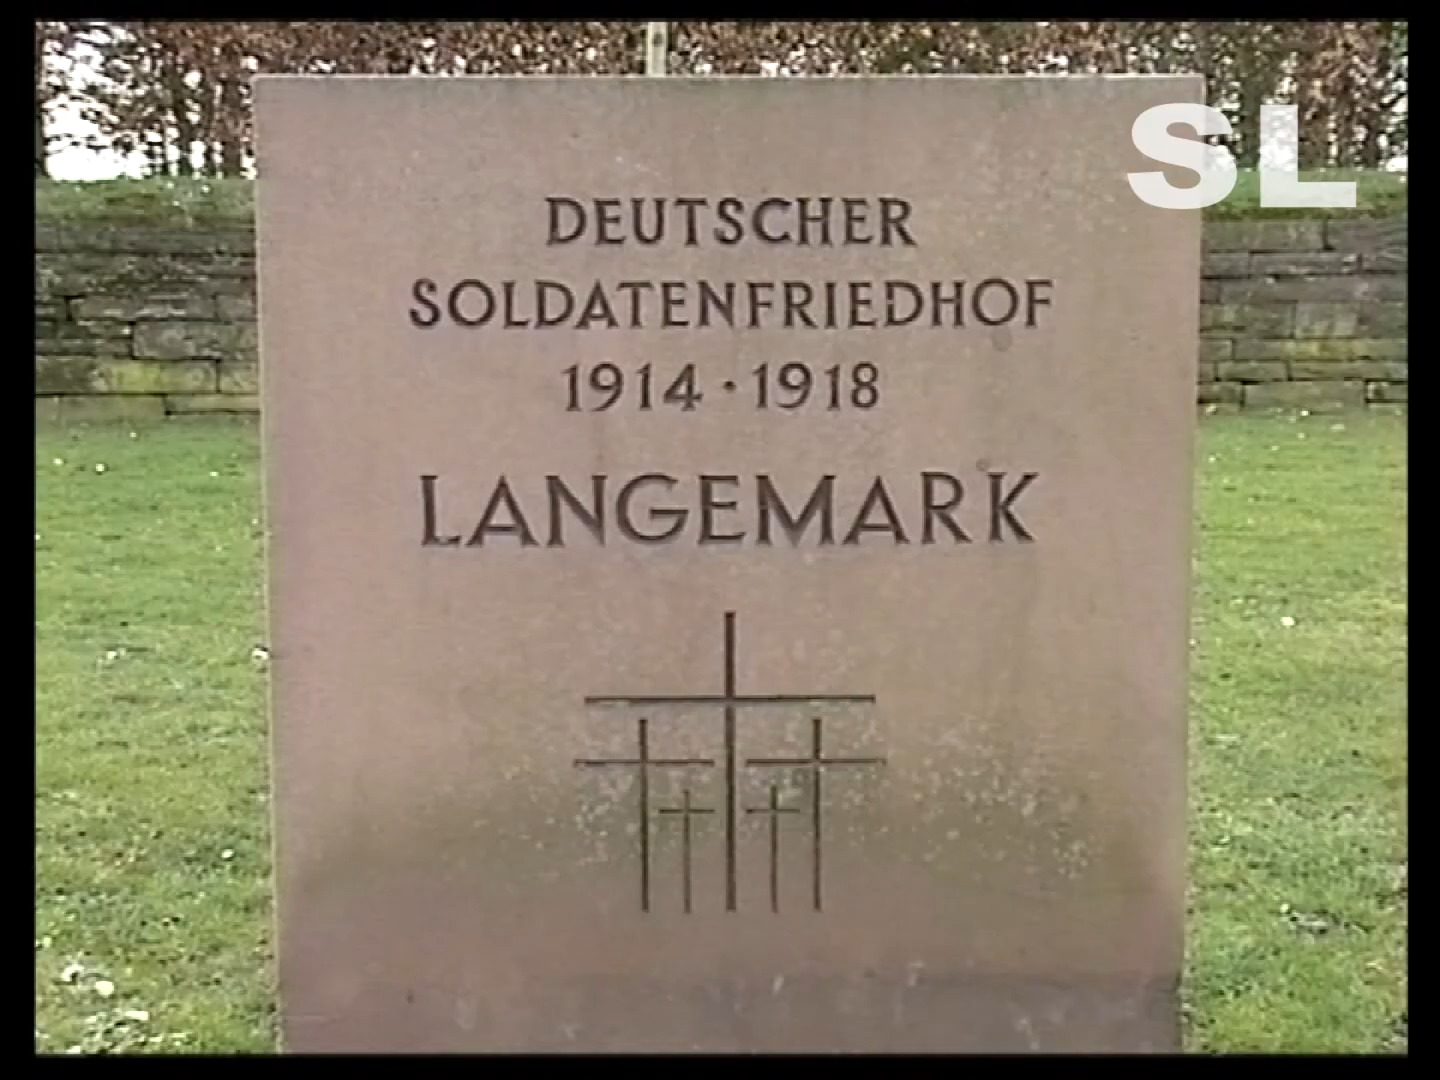 SL
DEUTSCHER
SOLDATENFRIEDHOF
1914 · 1918
LANGEMARK